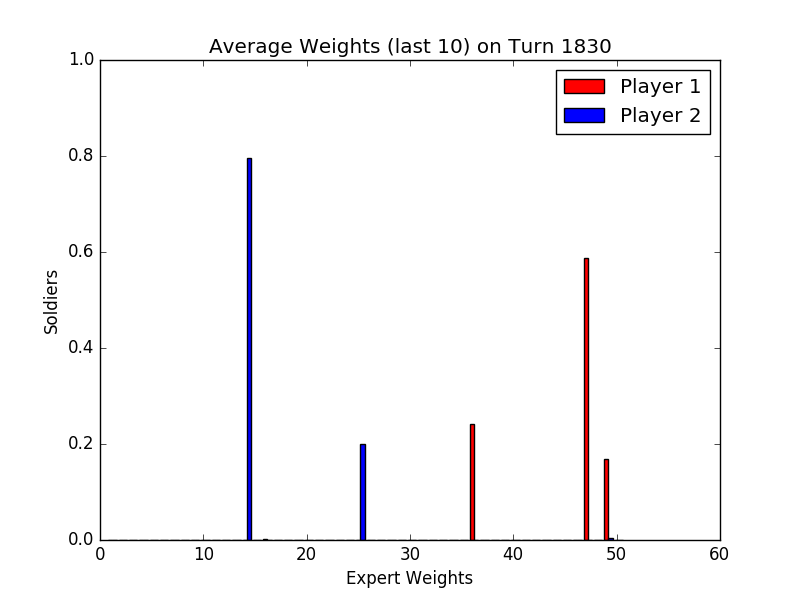 Average Weights (last 10) on Turn 1830
Player 1
Player 2
1.0
0.8
0.6
0.4
0.2
0.0
Soldiers
0 10 20 30 40 50 60
Expert Weights